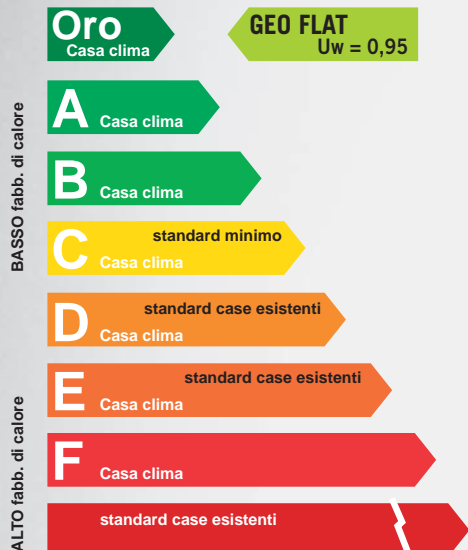 Oro
Casa clima
GEO FLAT
Uw = 0,95
BASSO fabb. di calore
A Casa clima
B Casa clima
standard minimo
C Casa clima
standard case esistenti
D Casa clima
standard case esistenti
E Casa clima
ALTO fabb. di calore
F Casa clima
standard case esistenti